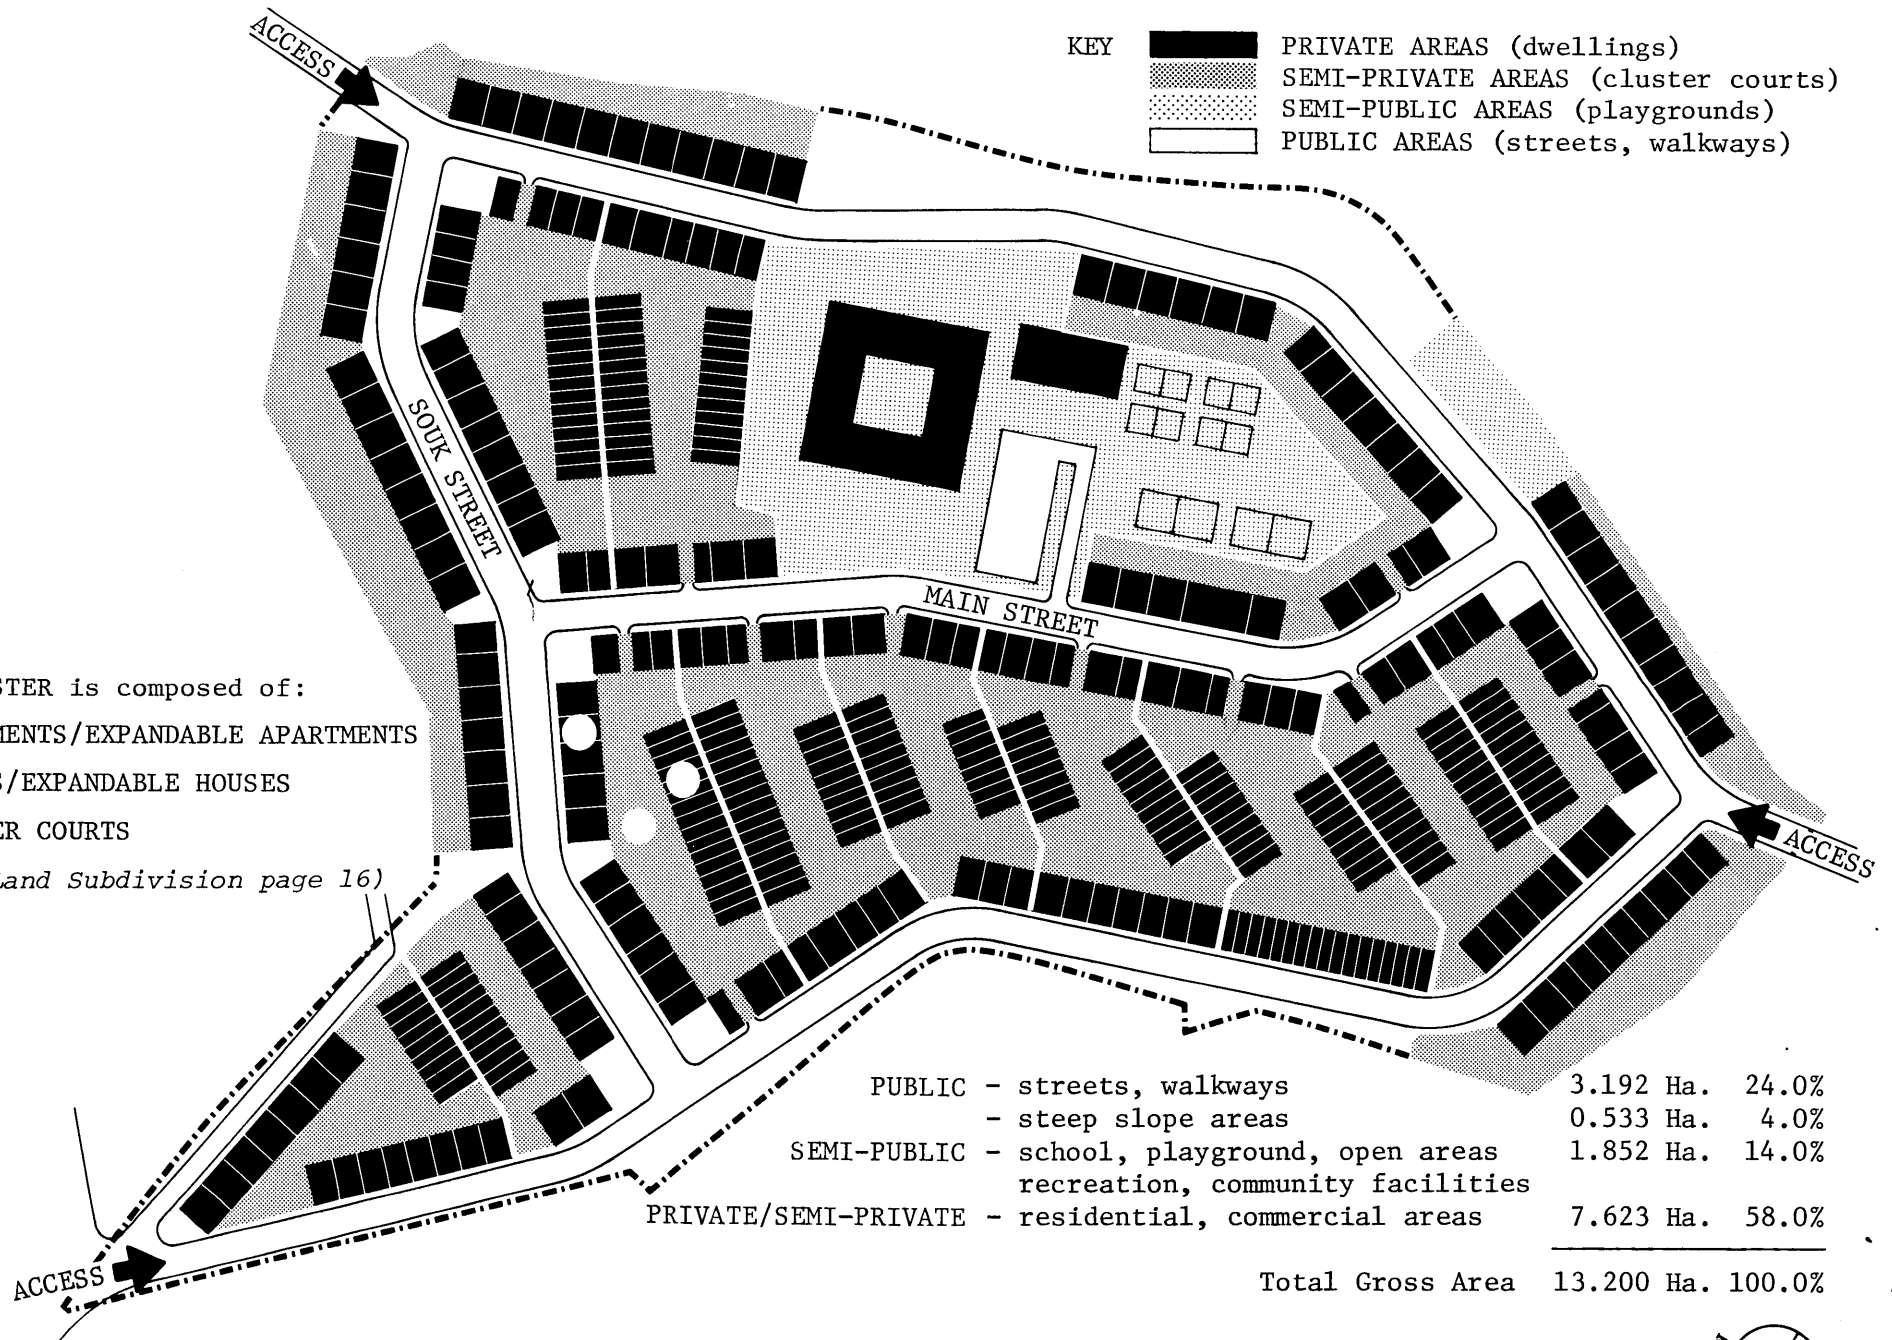 ACCESS
KEY
PRIVATE AREAS (dwellings)
SEMI-PRIVATE AREAS (cluster courts)
SEMI-PUBLIC AREAS (playgrounds)
PUBLIC AREAS (streets, walkways)
SOUK STREET
MAIN STREET
STER is composed of:
MENTS/EXPANDABLE APARTMENTS
S/EXPANDABLE HOUSES
ER COURTS
Land Subdivision page 16)
ACCESS
PUBLIC - streets, walkways 3.192 Ha. 24.0%
- steep slope areas 0.533 Ha. 4.0%
SEMI-PUBLIC - school, playground, open areas 1.852 Ha. 14.0%
recreation, community facilities
PRIVATE/SEMI-PRIVATE - residential, commercial areas 7.623 Ha. 58.0%
Total Gross Area 13.200 Ha. 100.0%
ACCESS